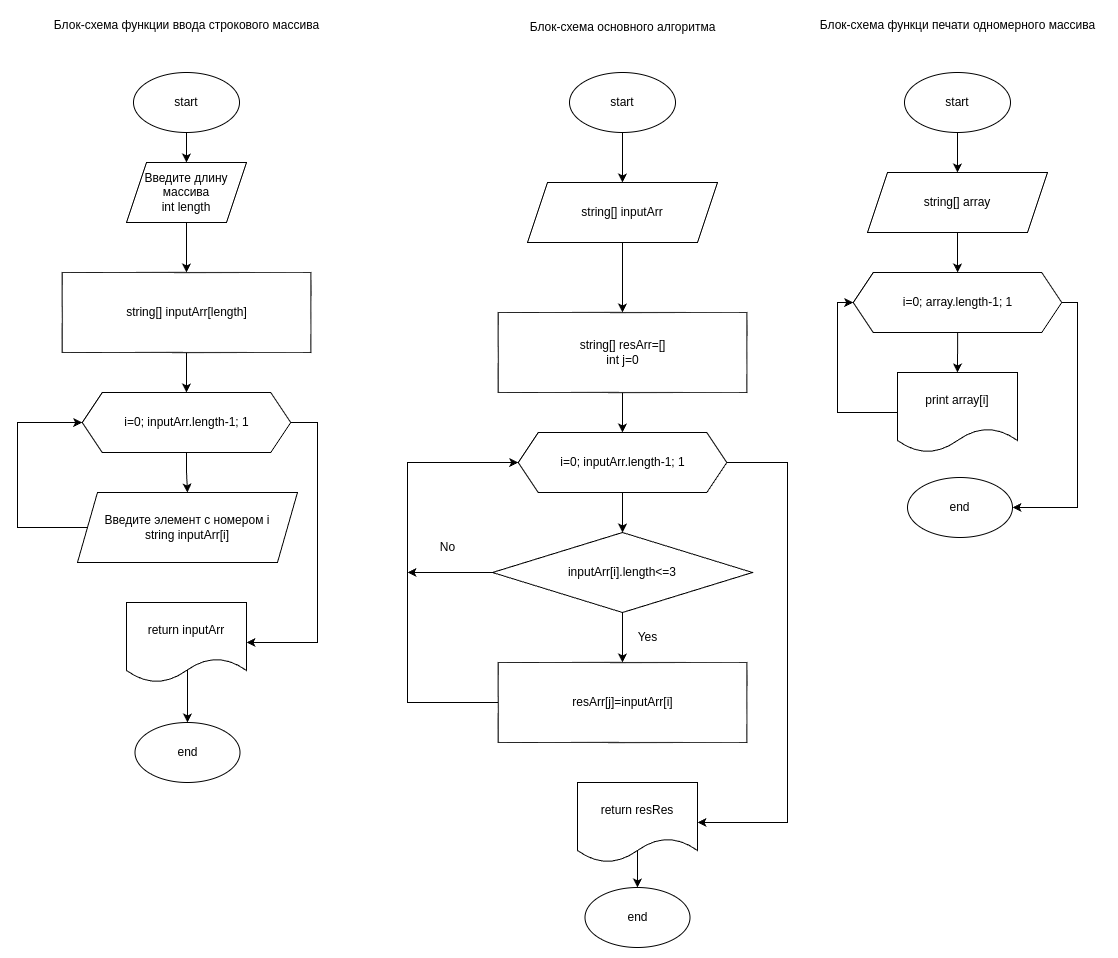 Блок-схема функции ввода строкового массива
start
Введите длину
массива
int length
string[] inputArr[length]
i=0; inputArr.length-1; 1
Введите элемент с номером i
string inputArr[i]
return inputArr
end
Блок-схема основного алгоритма
start
string[] inputArr
string[] resArr=[]
int j=0
i=0; inputArr.length-1; 1
inputArr[i].length<=3
No
Yes
resArr[j]=inputArr[i]
return resRes
end
Блок-схема функци печати одномерного массива
start
string[] array
i=0; array.length-1; 1
print array[i]
end